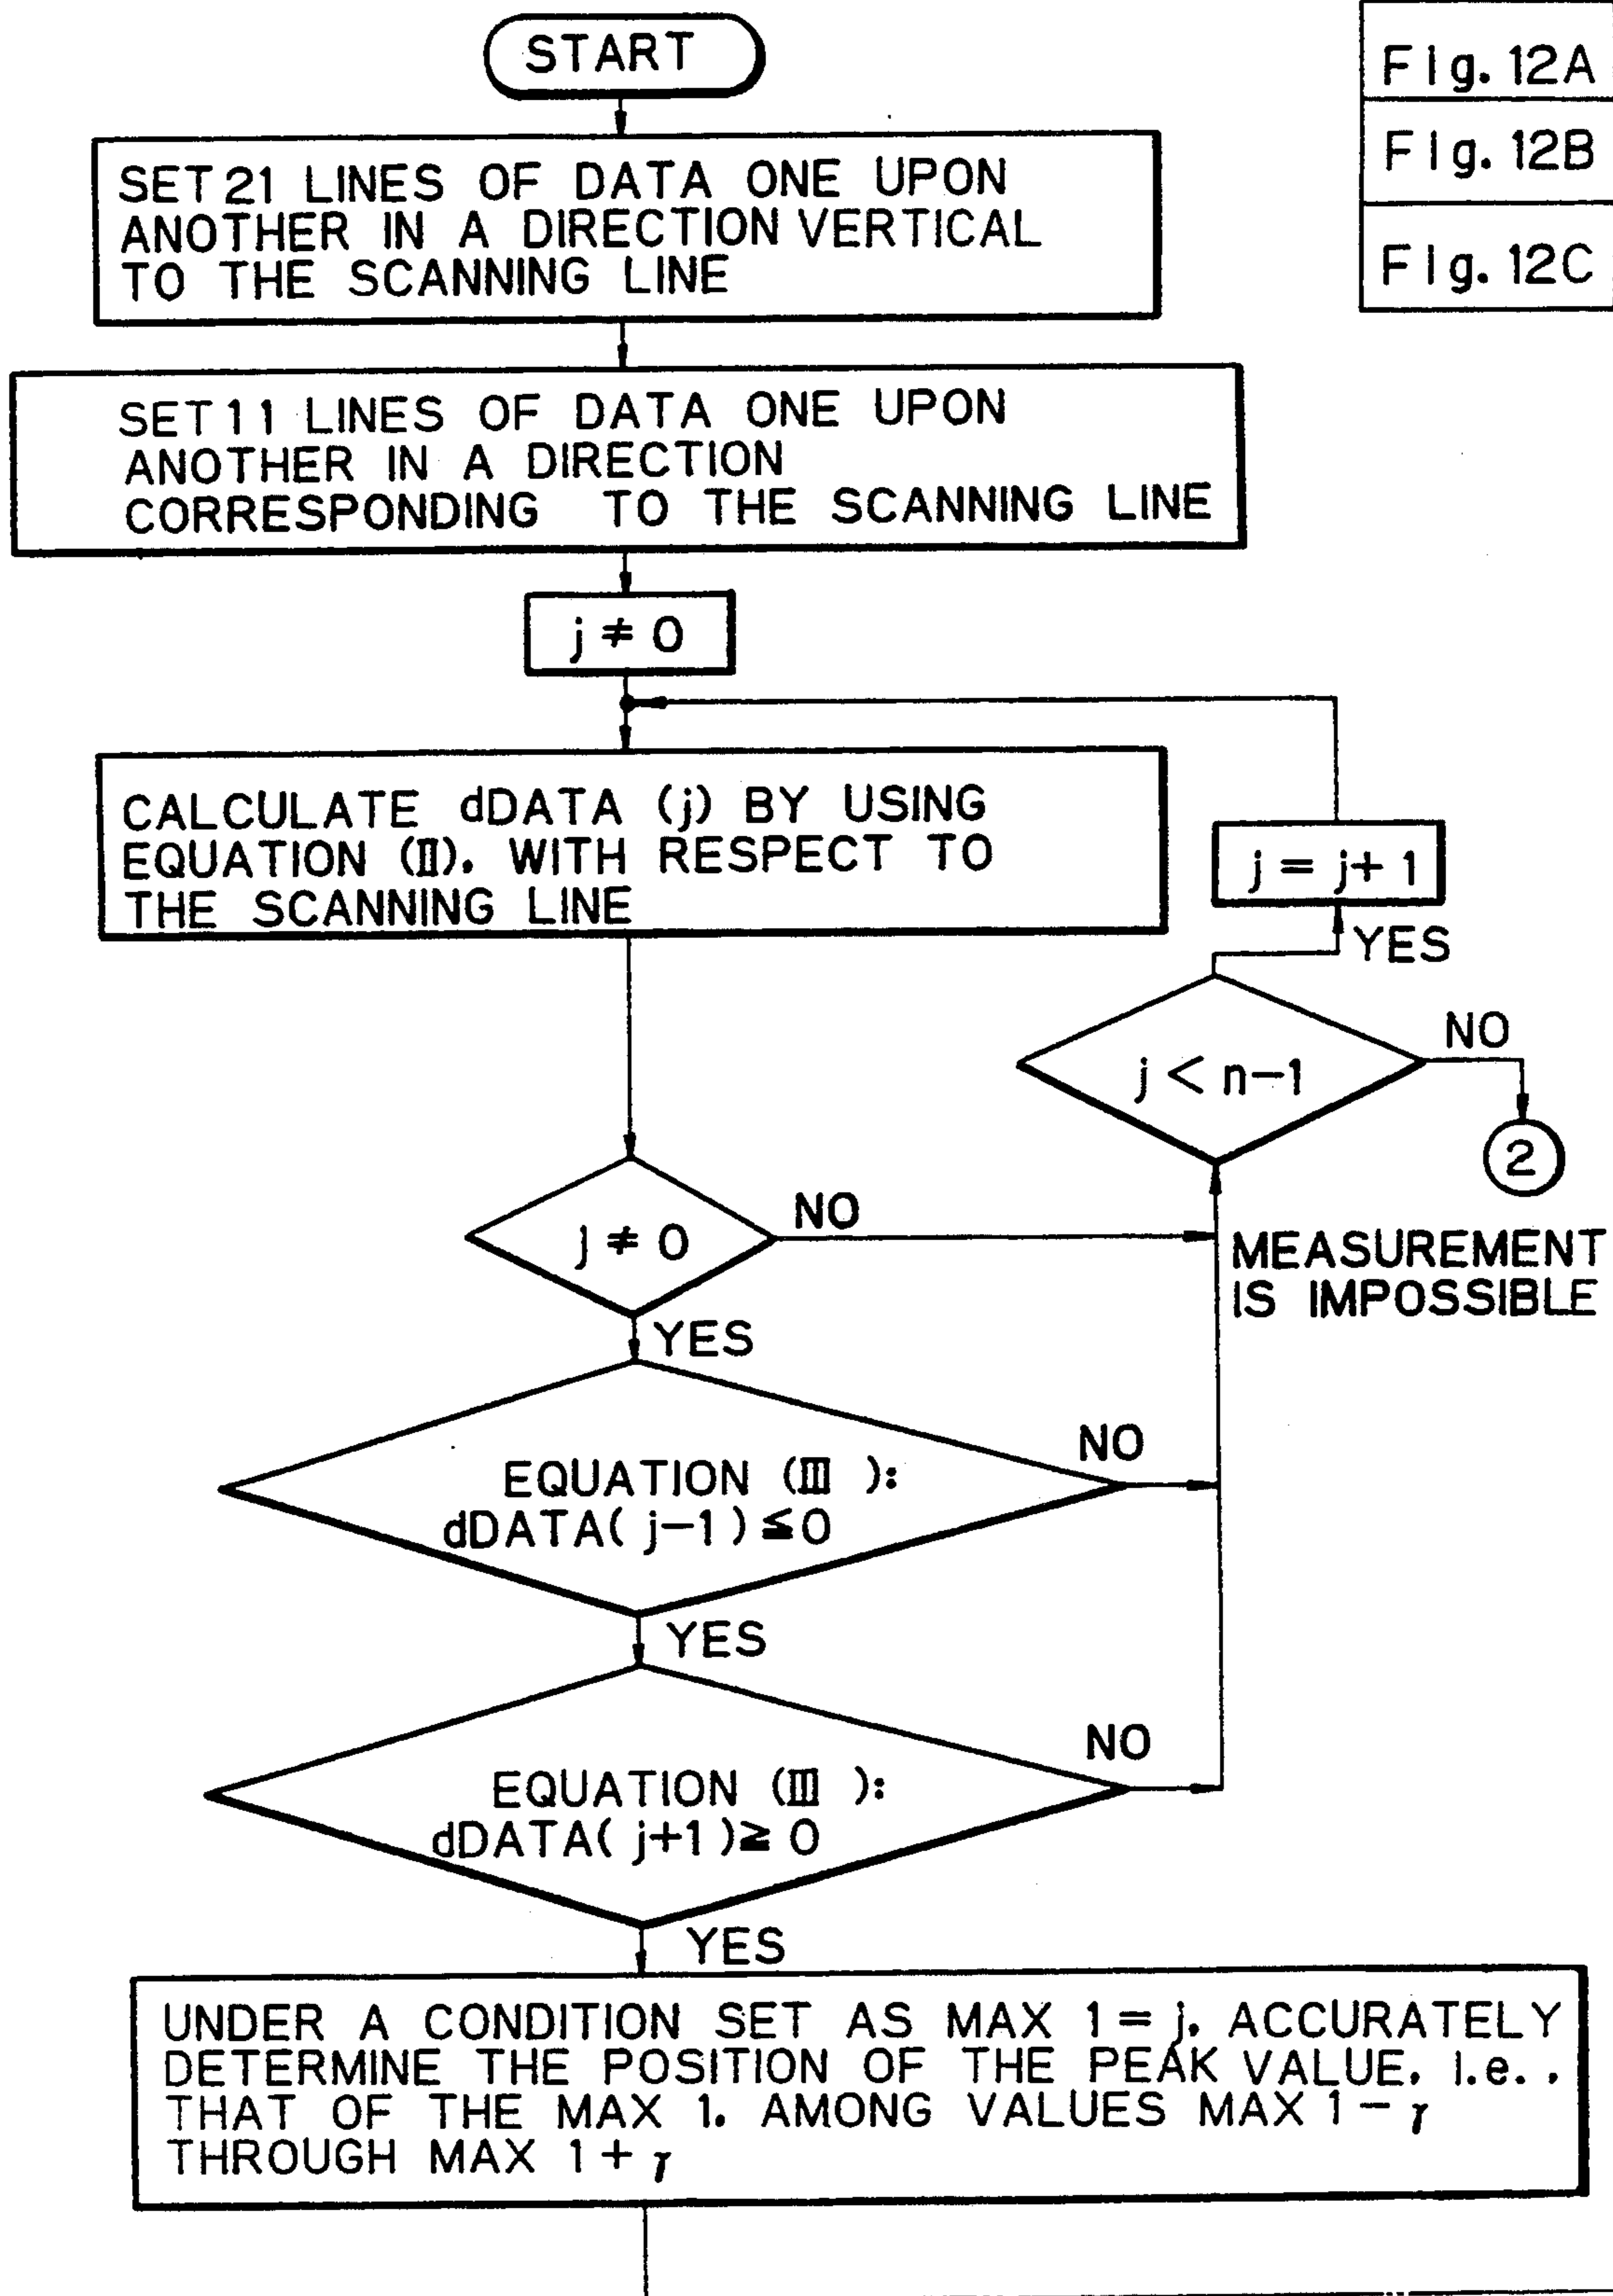 START
Fig. 12A
Fig. 12B
Fig. 12C
SET 21 LINES OF DATA ONE UPON
ANOTHER IN A DIRECTION VERTICAL
TO THE SCANNING LINE
SET 11 LINES OF DATA ONE UPON
ANOTHER IN A DIRECTION
CORRESPONDING TO THE SCANNING LINE
j ≠ 0
CALCULATE dDATA (j) BY USING
EQUATION (II). WITH RESPECT TO
THE SCANNING LINE
j = j + 1
YES
j < n-1
NO
2
j ≠ 0
NO
MEASUREMENT
IS IMPOSSIBLE
YES
EQUATION (III ):
dDATA( j-1 ) ≦ 0
NO
YES
EQUATION (III ):
dDATA( j+1 ) ≧ 0
NO
YES
UNDER A CONDITION SET AS MAX 1 = j. ACCURATELY
DETERMINE THE POSITION OF THE PEAK VALUE. i.e. .
THAT OF THE MAX 1. AMONG VALUES MAX 1 - γ
THROUGH MAX 1 + γ